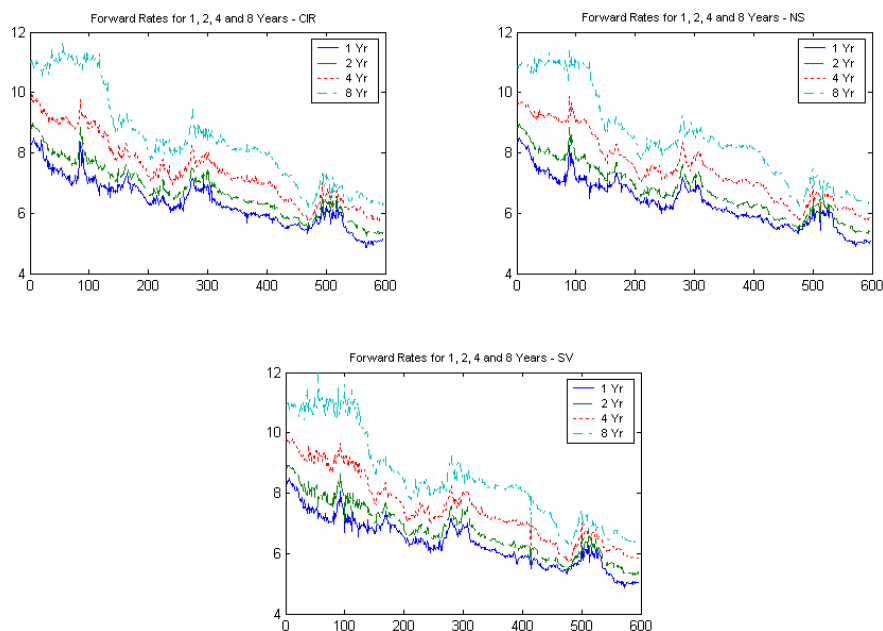 Forward Rates for 1, 2, 4 and 8 Years - CIR
12
10
8
6
4
0 100 200 300 400 500 600
1 Yr
2 Yr
4 Yr
8 Yr
Forward Rates for 1, 2, 4 and 8 Years - NS
12
10
8
6
4
0 100 200 300 400 500 600
1 Yr
2 Yr
4 Yr
8 Yr
Forward Rates for 1, 2, 4 and 8 Years - SV
12
10
8
6
4
0 100 200 300 400 500 600
1 Yr
2 Yr
4 Yr
8 Yr